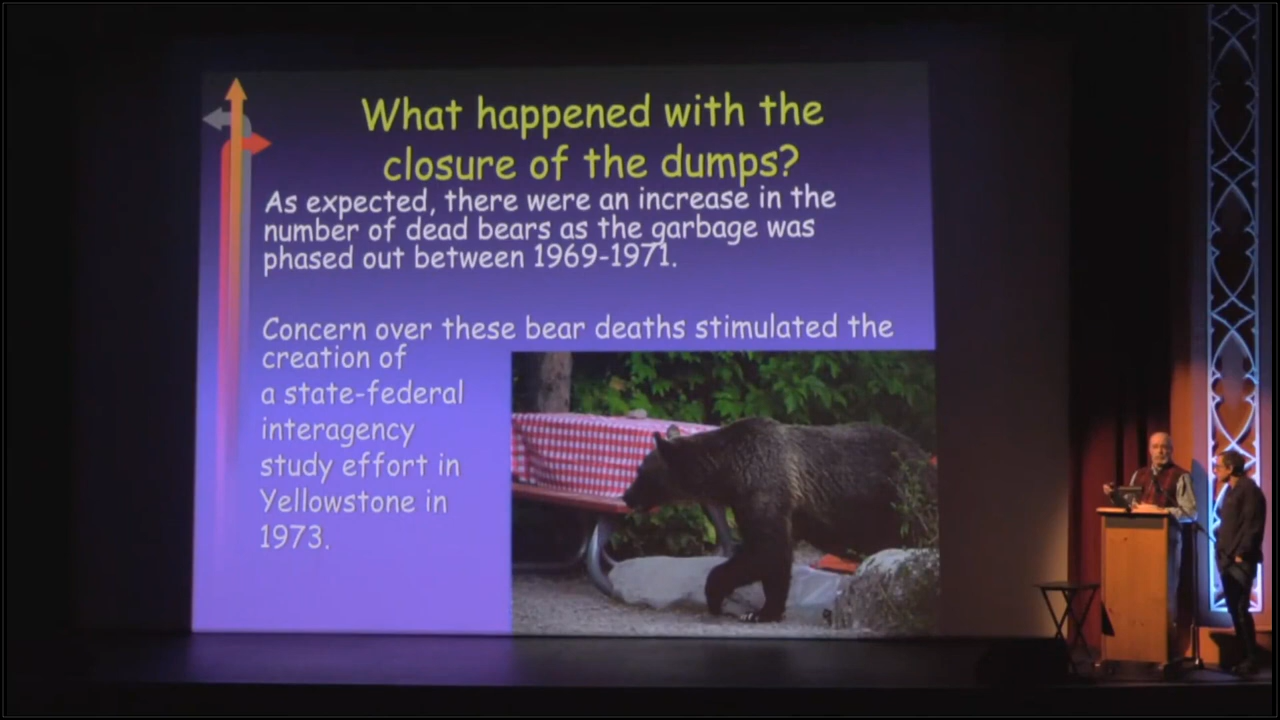 What happened with the
closure of the dumps?
As expected, there were an increase in the
number of dead bears as the garbage was
phased out between 1969-1971.
Concern over these bear deaths stimulated the
creation of
a state-federal
interagency
study effort in
Yellowstone in
1973.